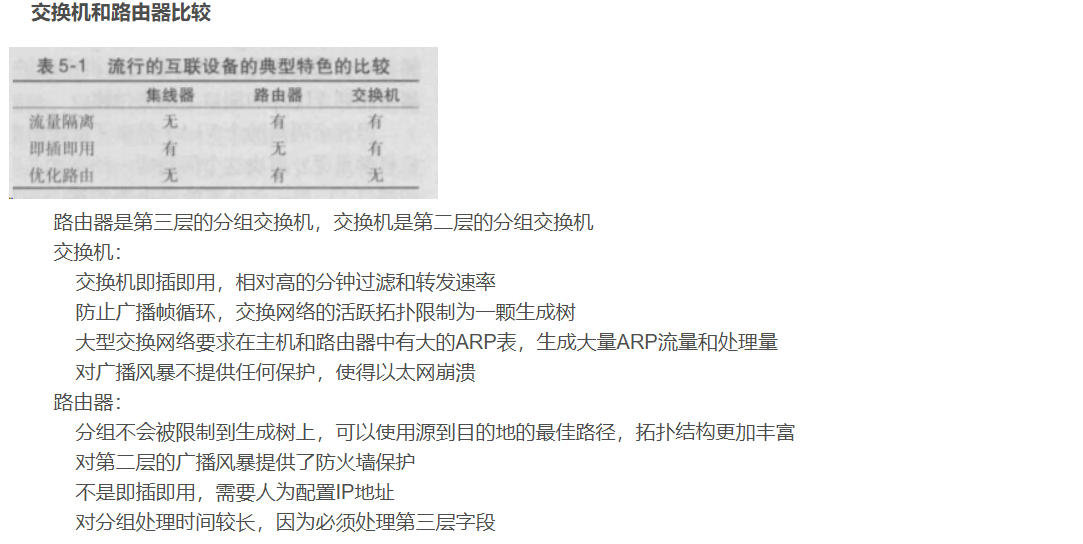 交换机和路由器比较
表 5-1 流行的互联设备的典型特色的比较
集线器 路由器 交换机
流量隔离 无 有 有
即插即用 有 无 有
优化路由 无 有 无
路由器是第三层的分组交换机，交换机是第二层的分组交换机
交换机：
交换机即插即用，相对高的分钟过滤和转发速率
防止广播帧循环，交换网络的活跃拓扑限制为一颗生成树
大型交换网络要求在主机和路由器中有大的ARP表，生成大量ARP流量和处理量
对广播风暴不提供任何保护，使得以太网崩溃
路由器：
分组不会被限制到生成树上，可以使用源到目的地的最佳路径，拓扑结构更加丰富
对第二层的广播风暴提供了防火墙保护
不是即插即用，需要人为配置IP地址
对分组处理时间较长，因为必须处理第三层字段